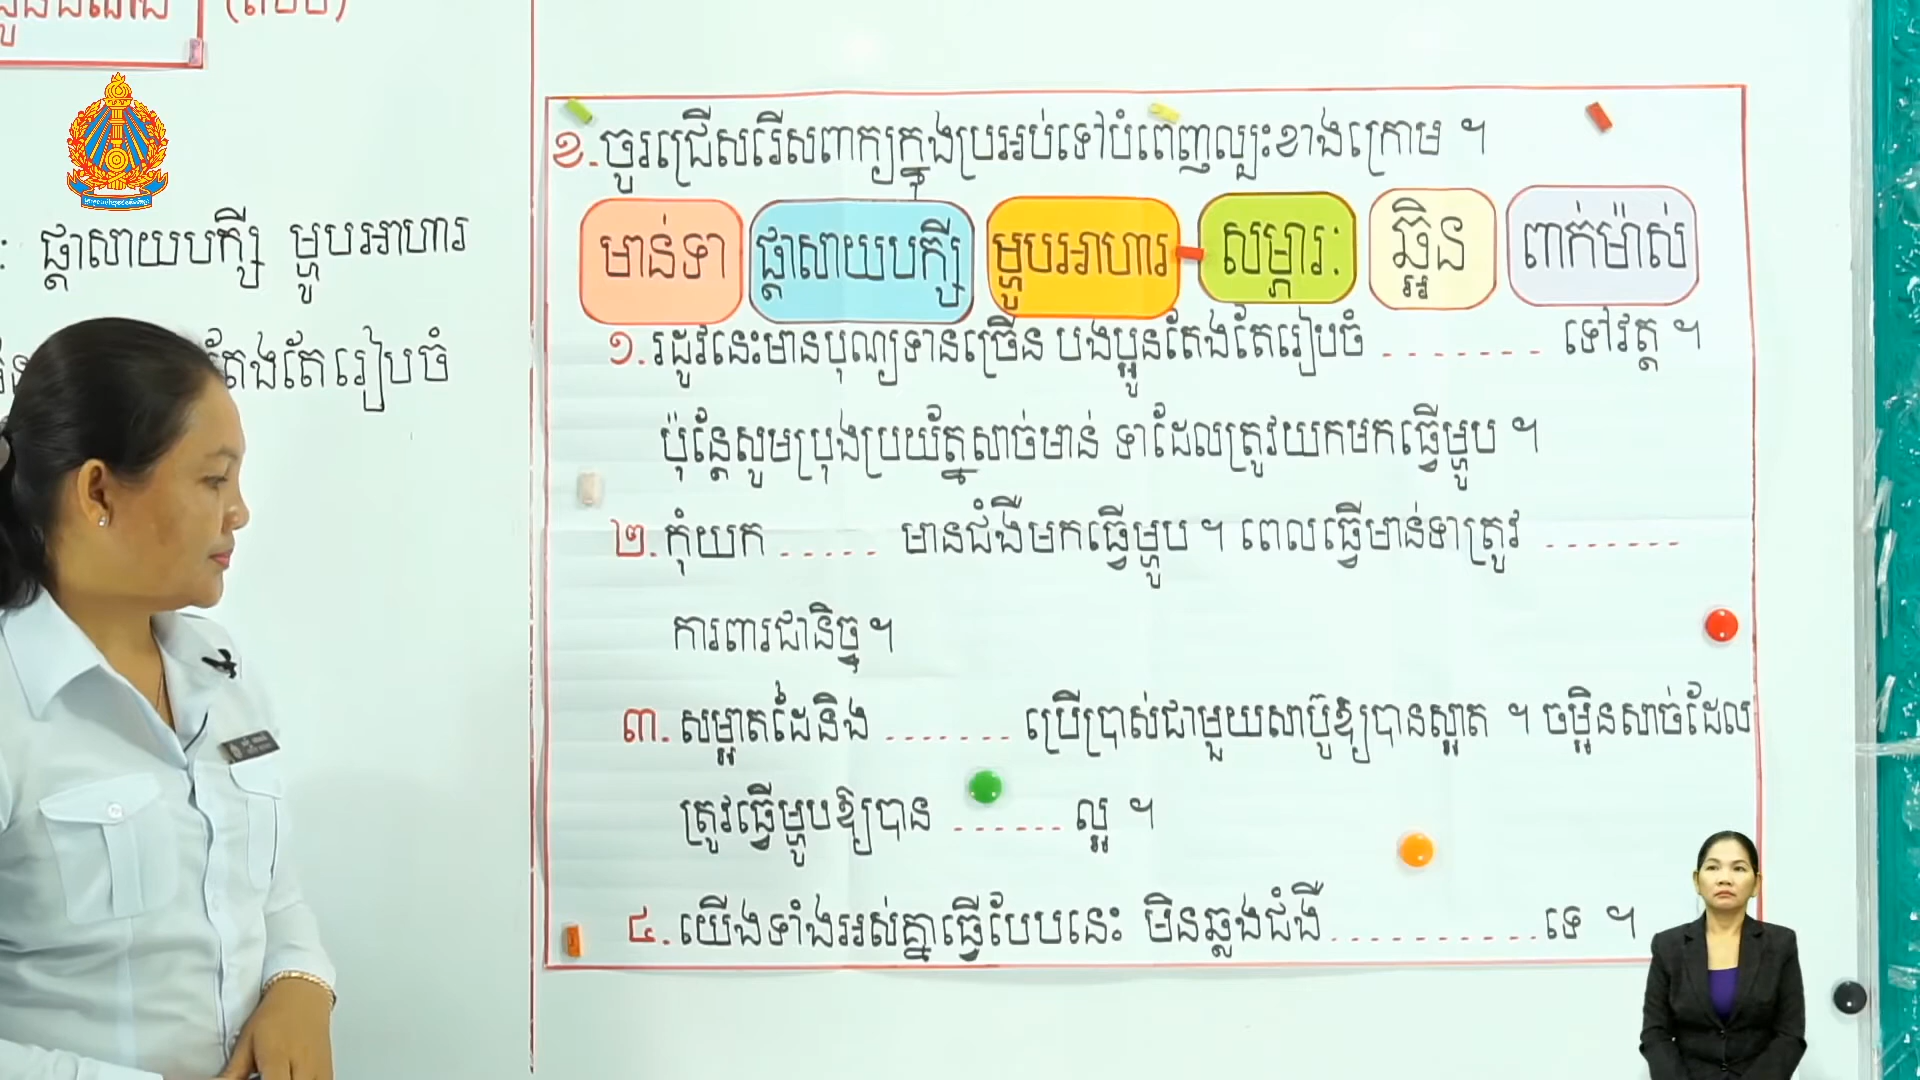 ផ្ដាសាយបក្សី ម្ហូបអាហារ
តែងតែរៀបចំ
ខ. ចូរជ្រើសរើសពាក្យក្នុងប្រអប់ទៅបំពេញល្បះខាងក្រោម ។
មាន់ទា ផ្ដាសាយបក្សី ម្ហូបអាហារ សម្ភារៈ ឆ្អិន ពាក់ម៉ាស់
១. រដូវនេះមានបុណ្យទានច្រើន បងប្អូនតែងតែរៀបចំ ....... ទៅវត្ត ។
ប៉ុន្តែសូមប្រុងប្រយ័ត្នសាច់មាន់ ទាដែលត្រូវយកមកធ្វើម្ហូប ។
២. កុំយក ..... មានជំងឺមកធ្វើម្ហូប ។ ពេលធ្វើមាន់ទាត្រូវ .......
ការពារជានិច្ច ។
៣. សម្អាតដៃនិង ....... ប្រើប្រាស់ជាមួយសាប៊ូឱ្យបានស្អាត ។ ចម្អិនសាច់ដែល
ត្រូវធ្វើម្ហូបឱ្យបាន ...... ល្អ ។
៤. យើងទាំងអស់គ្នាធ្វើបែបនេះ មិនឆ្លងជំងឺ........... ទេ ។